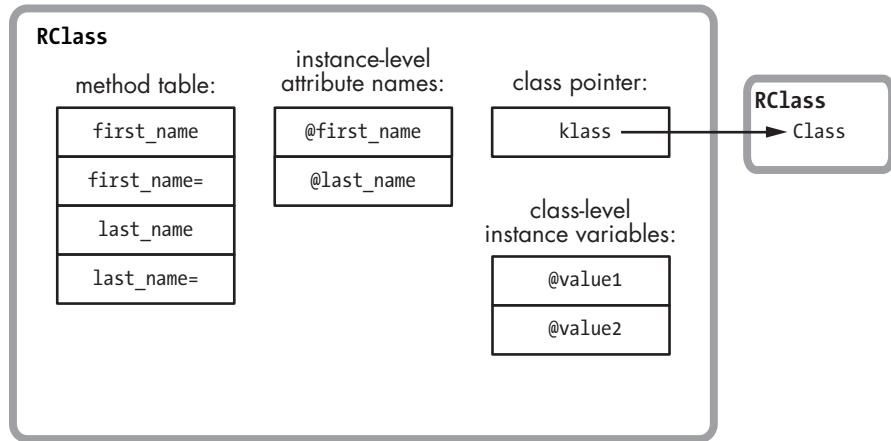 RClass
method table:
first_name
first_name=
last_name
last_name=
instance-level
attribute names:
@first_name
@last_name
class pointer:
klass
class-level
instance variables:
@value1
@value2
RClass
Class